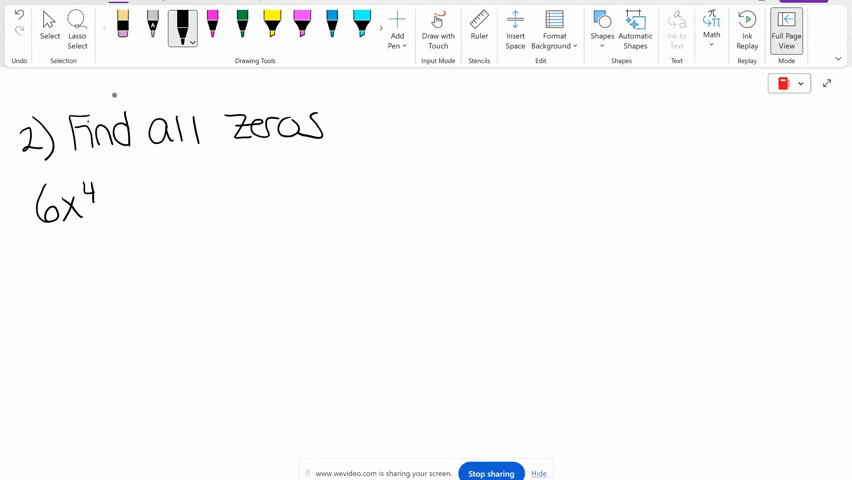 Undo
Select
Lasso Select
Selection
Drawing Tools
Add Pen
Draw with Touch
Input Mode
Ruler
Stencils
Insert Space
Format Background
Edit
Shapes
Automatic Shapes
Shapes
Ink to Text
Text
Math
Ink Replay
Replay
Full Page View
Mode
2) Find all zeros
6x⁴
www.wevideo.com is sharing your screen.
Stop sharing
Hide